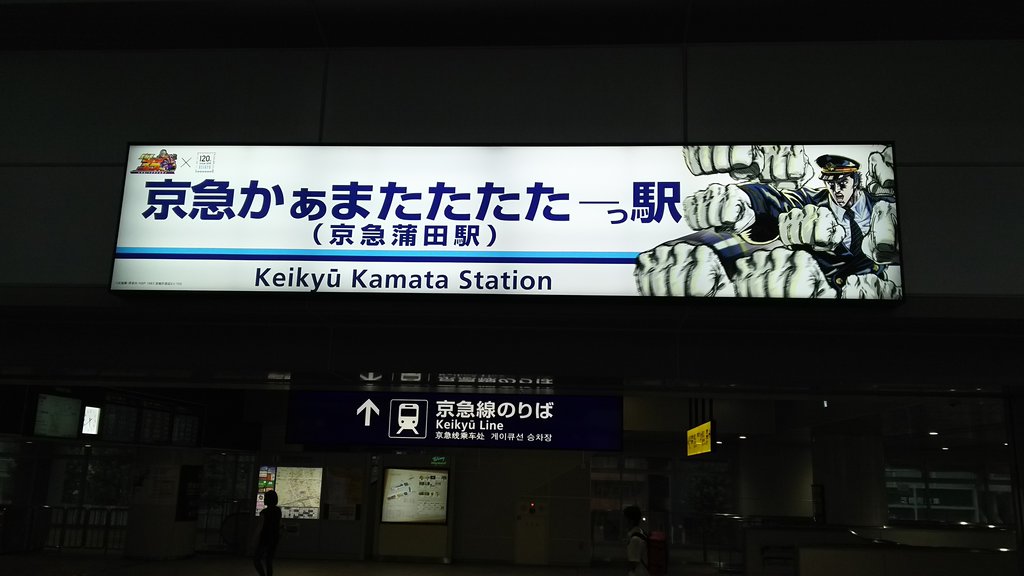 120
京急かぁまたたたたーっ駅
(京急蒲田駅)
Keikyū Kamata Station
京急線のりば
Keikyū Line
京急线乘车处 게이큐선 승차장